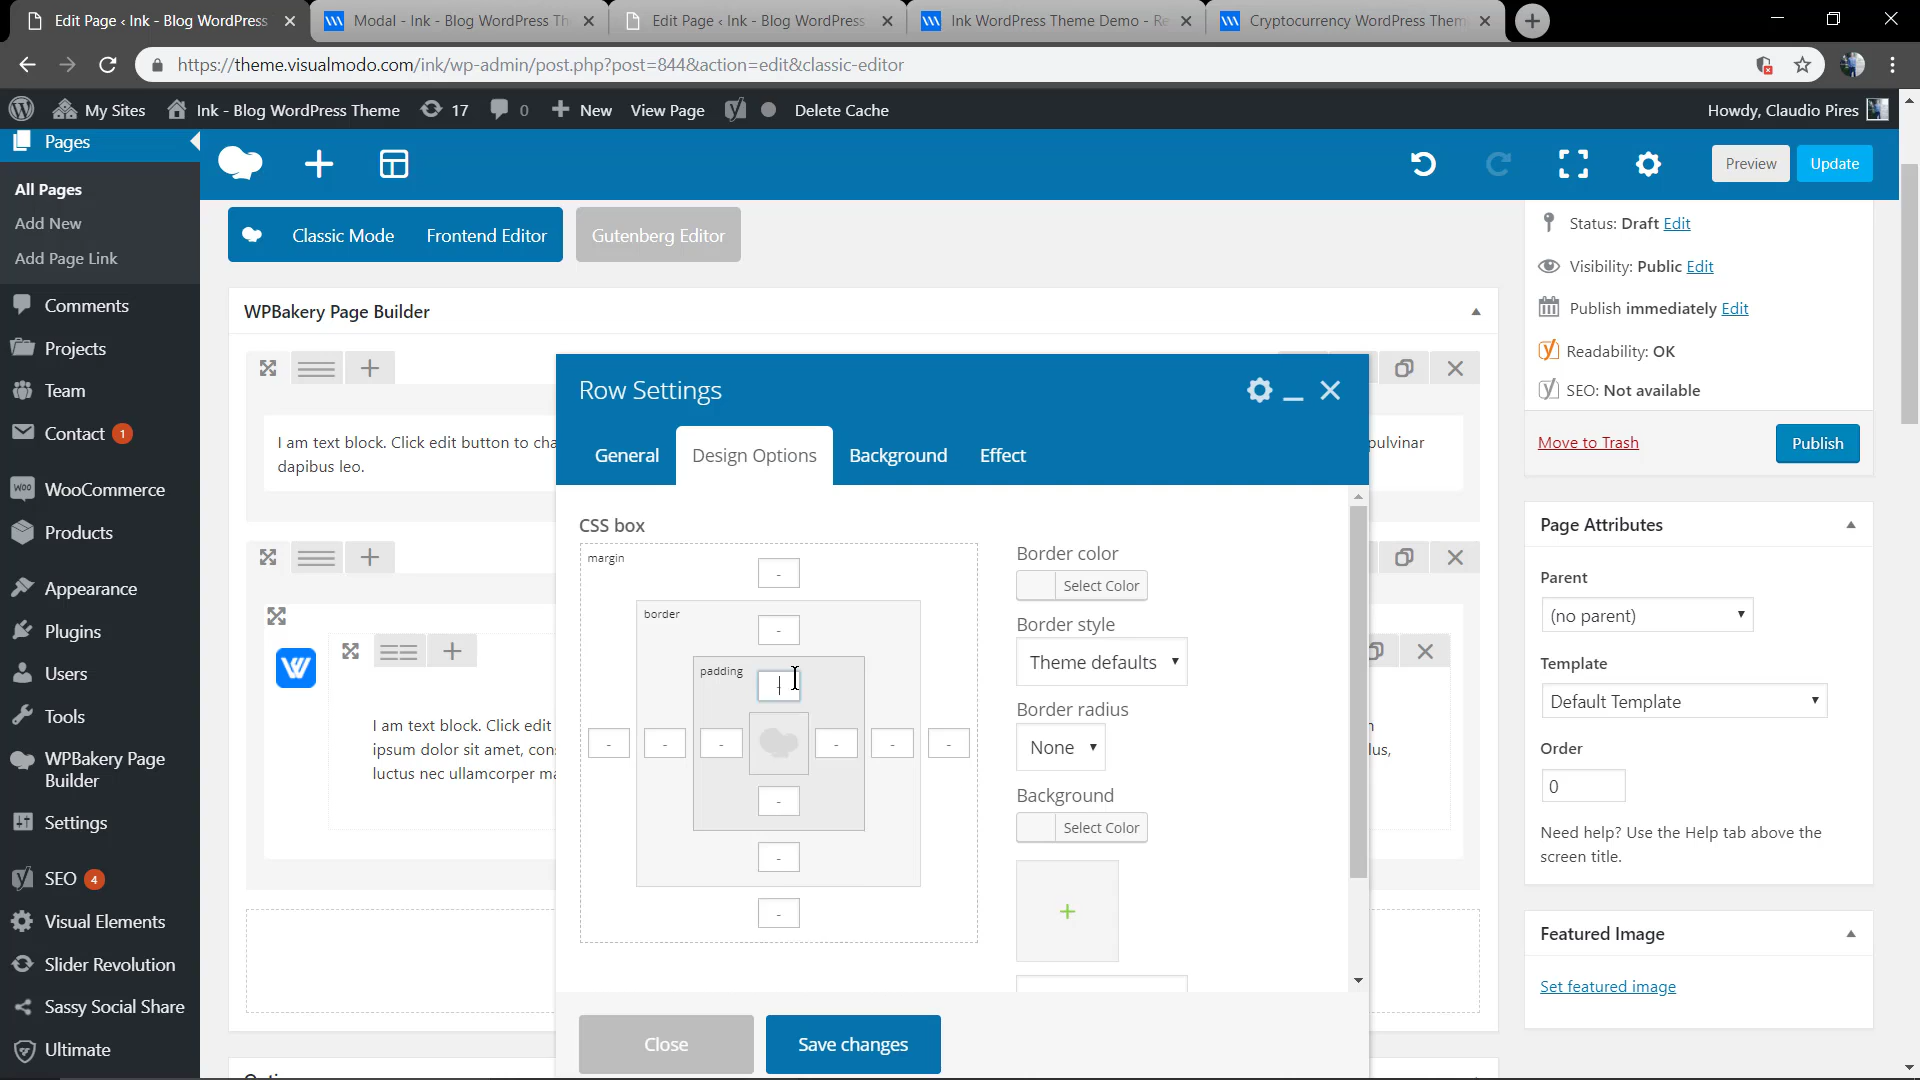 Edit Page ‹ Ink - Blog WordPress
Modal - Ink - Blog WordPress Th
Edit Page ‹ Ink - Blog WordPress
Ink WordPress Theme Demo - Re
Cryptocurrency WordPress Them
https://theme.visualmodo.com/ink/wp-admin/post.php?post=844&action=edit&classic-editor
My Sites
Ink - Blog WordPress Theme
17
0
New
View Page
Delete Cache
Howdy, Claudio Pires
Pages
All Pages
Add New
Add Page Link
Comments
Projects
Team
Contact 1
WooCommerce
Products
Appearance
Plugins
Users
Tools
WPBakery Page
Builder
Settings
SEO 4
Visual Elements
Slider Revolution
Sassy Social Share
Ultimate
Preview
Update
Classic Mode
Frontend Editor
Gutenberg Editor
WPBakery Page Builder
I am text block. Click edit button to cha
pulvinar
dapibus leo.
I am text block. Click edit
ipsum dolor sit amet, con
lus,
luctus nec ullamcorper ma
Row Settings
General
Design Options
Background
Effect
CSS box
margin
-
border
-
padding
-
- - - - - -
-
-
-
Border color
Select Color
Border style
Theme defaults
Border radius
None
Background
Select Color
+
Close
Save changes
Status: Draft Edit
Visibility: Public Edit
Publish immediately Edit
Readability: OK
SEO: Not available
Move to Trash
Publish
Page Attributes
Parent
(no parent)
Template
Default Template
Order
0
Need help? Use the Help tab above the
screen title.
Featured Image
Set featured image